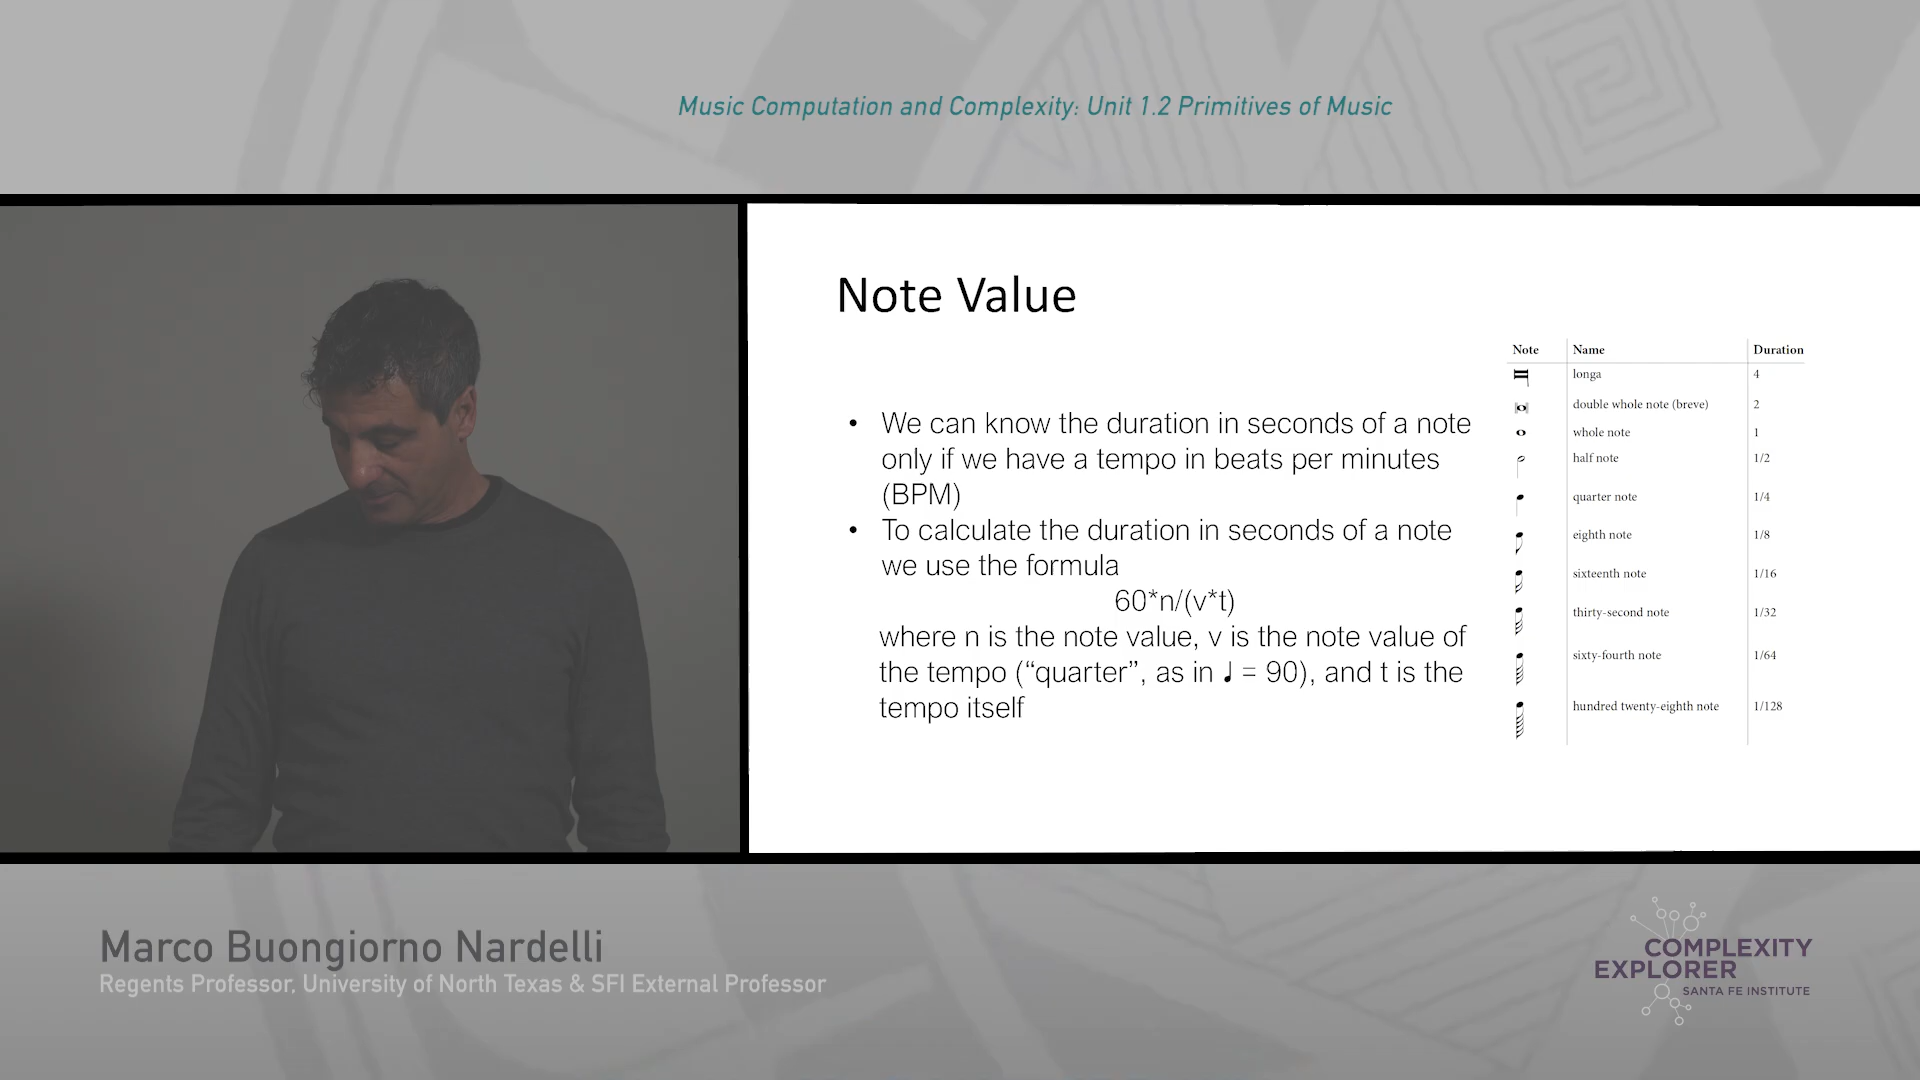 Music Computation and Complexity: Unit 1.2 Primitives of Music
Note Value
• We can know the duration in seconds of a note
only if we have a tempo in beats per minutes
(BPM)
• To calculate the duration in seconds of a note
we use the formula
60*n/(v*t)
where n is the note value, v is the note value of
the tempo (“quarter”, as in ♩ = 90), and t is the
tempo itself
Note Name Duration
longa 4
double whole note (breve) 2
whole note 1
half note 1/2
quarter note 1/4
eighth note 1/8
sixteenth note 1/16
thirty-second note 1/32
sixty-fourth note 1/64
hundred twenty-eighth note 1/128
Marco Buongiorno Nardelli
Regents Professor, University of North Texas & SFI External Professor
COMPLEXITY
EXPLORER
SANTA FE INSTITUTE